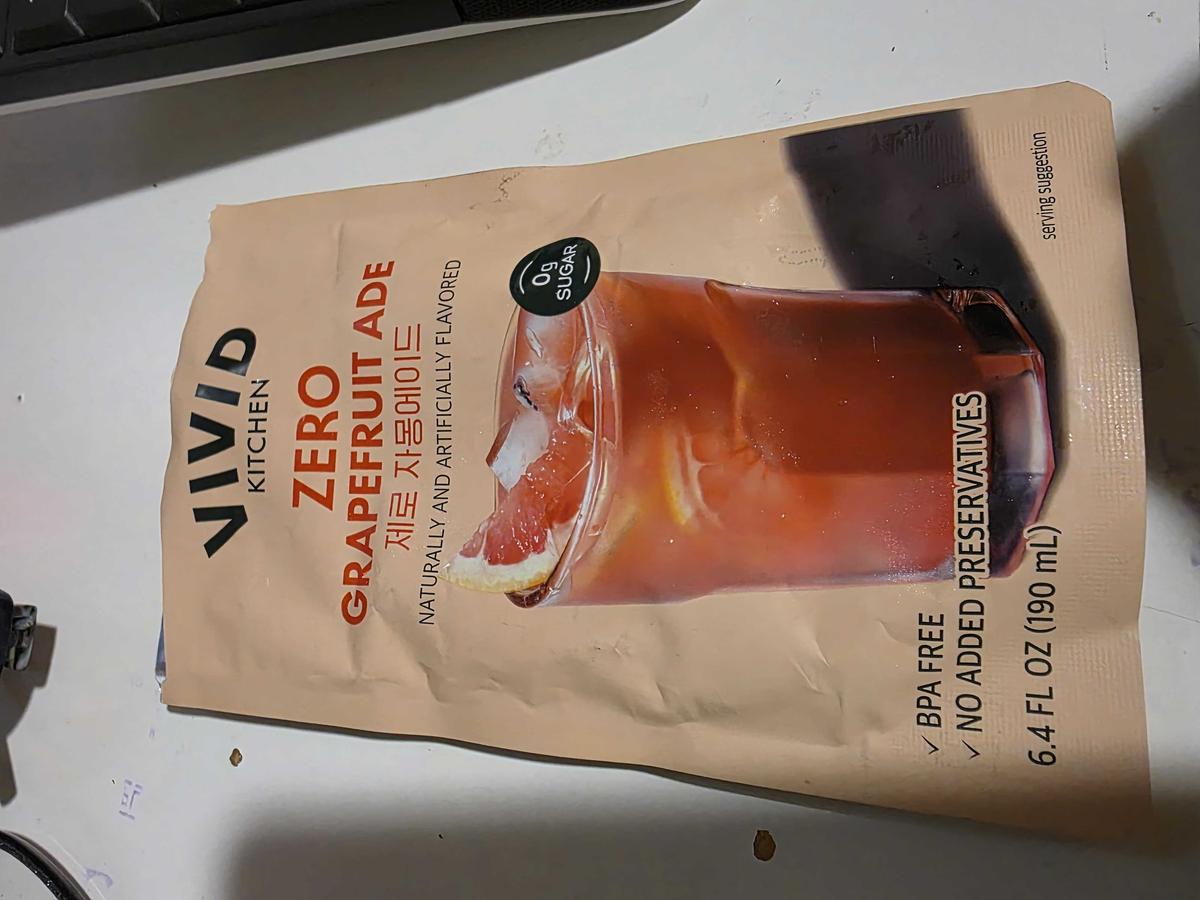 VIVID
KITCHEN
ZERO
GRAPEFRUIT ADE
제로 자몽에이드
NATURALLY AND ARTIFICIALLY FLAVORED
0g
SUGAR
✓ BPA FREE
✓ NO ADDED PRESERVATIVES
6.4 FL OZ (190 mL)
serving suggestion